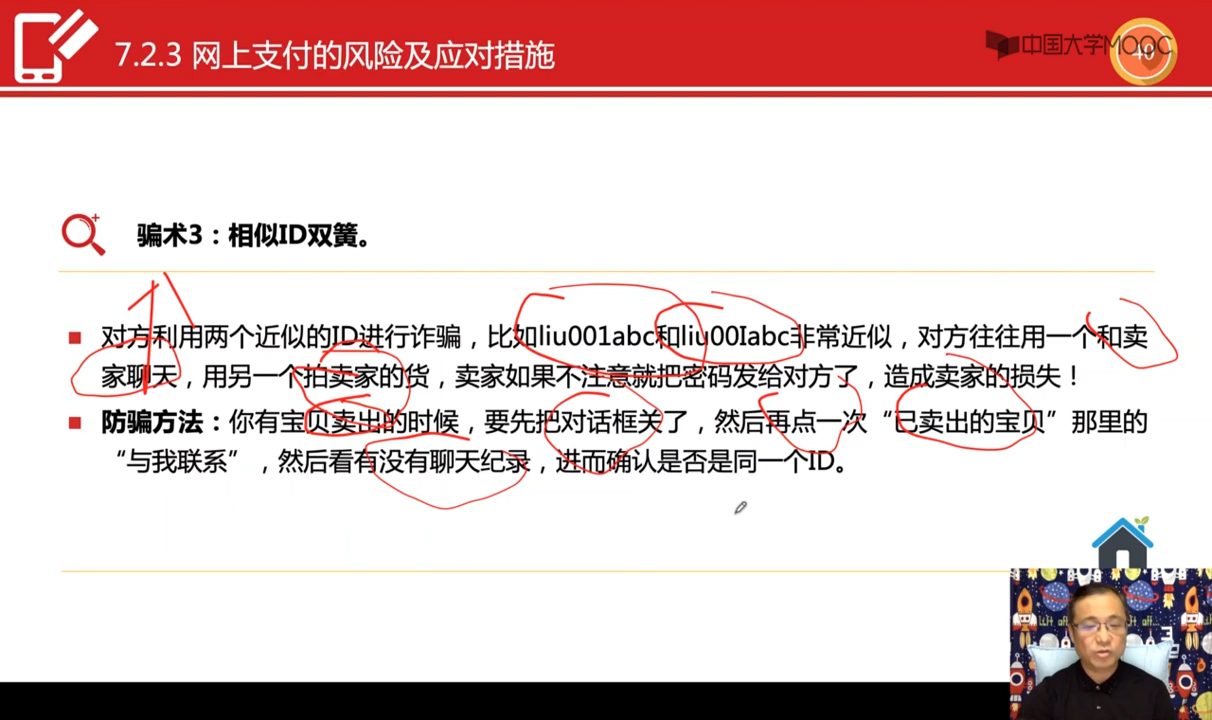 7.2.3 网上支付的风险及应对措施
中国大学MOOC
40
骗术3：相似ID双簧。
对方利用两个近似的ID进行诈骗，比如liu001abc和liu00Iabc非常近似，对方往往用一个和卖
家聊天，用另一个拍卖家的货，卖家如果不注意就把密码发给对方了，造成卖家的损失！
防骗方法：你有宝贝卖出的时候，要先把对话框关了，然后再点一次“已卖出的宝贝”那里的
“与我联系”，然后看有没有聊天纪录，进而确认是否是同一个ID。